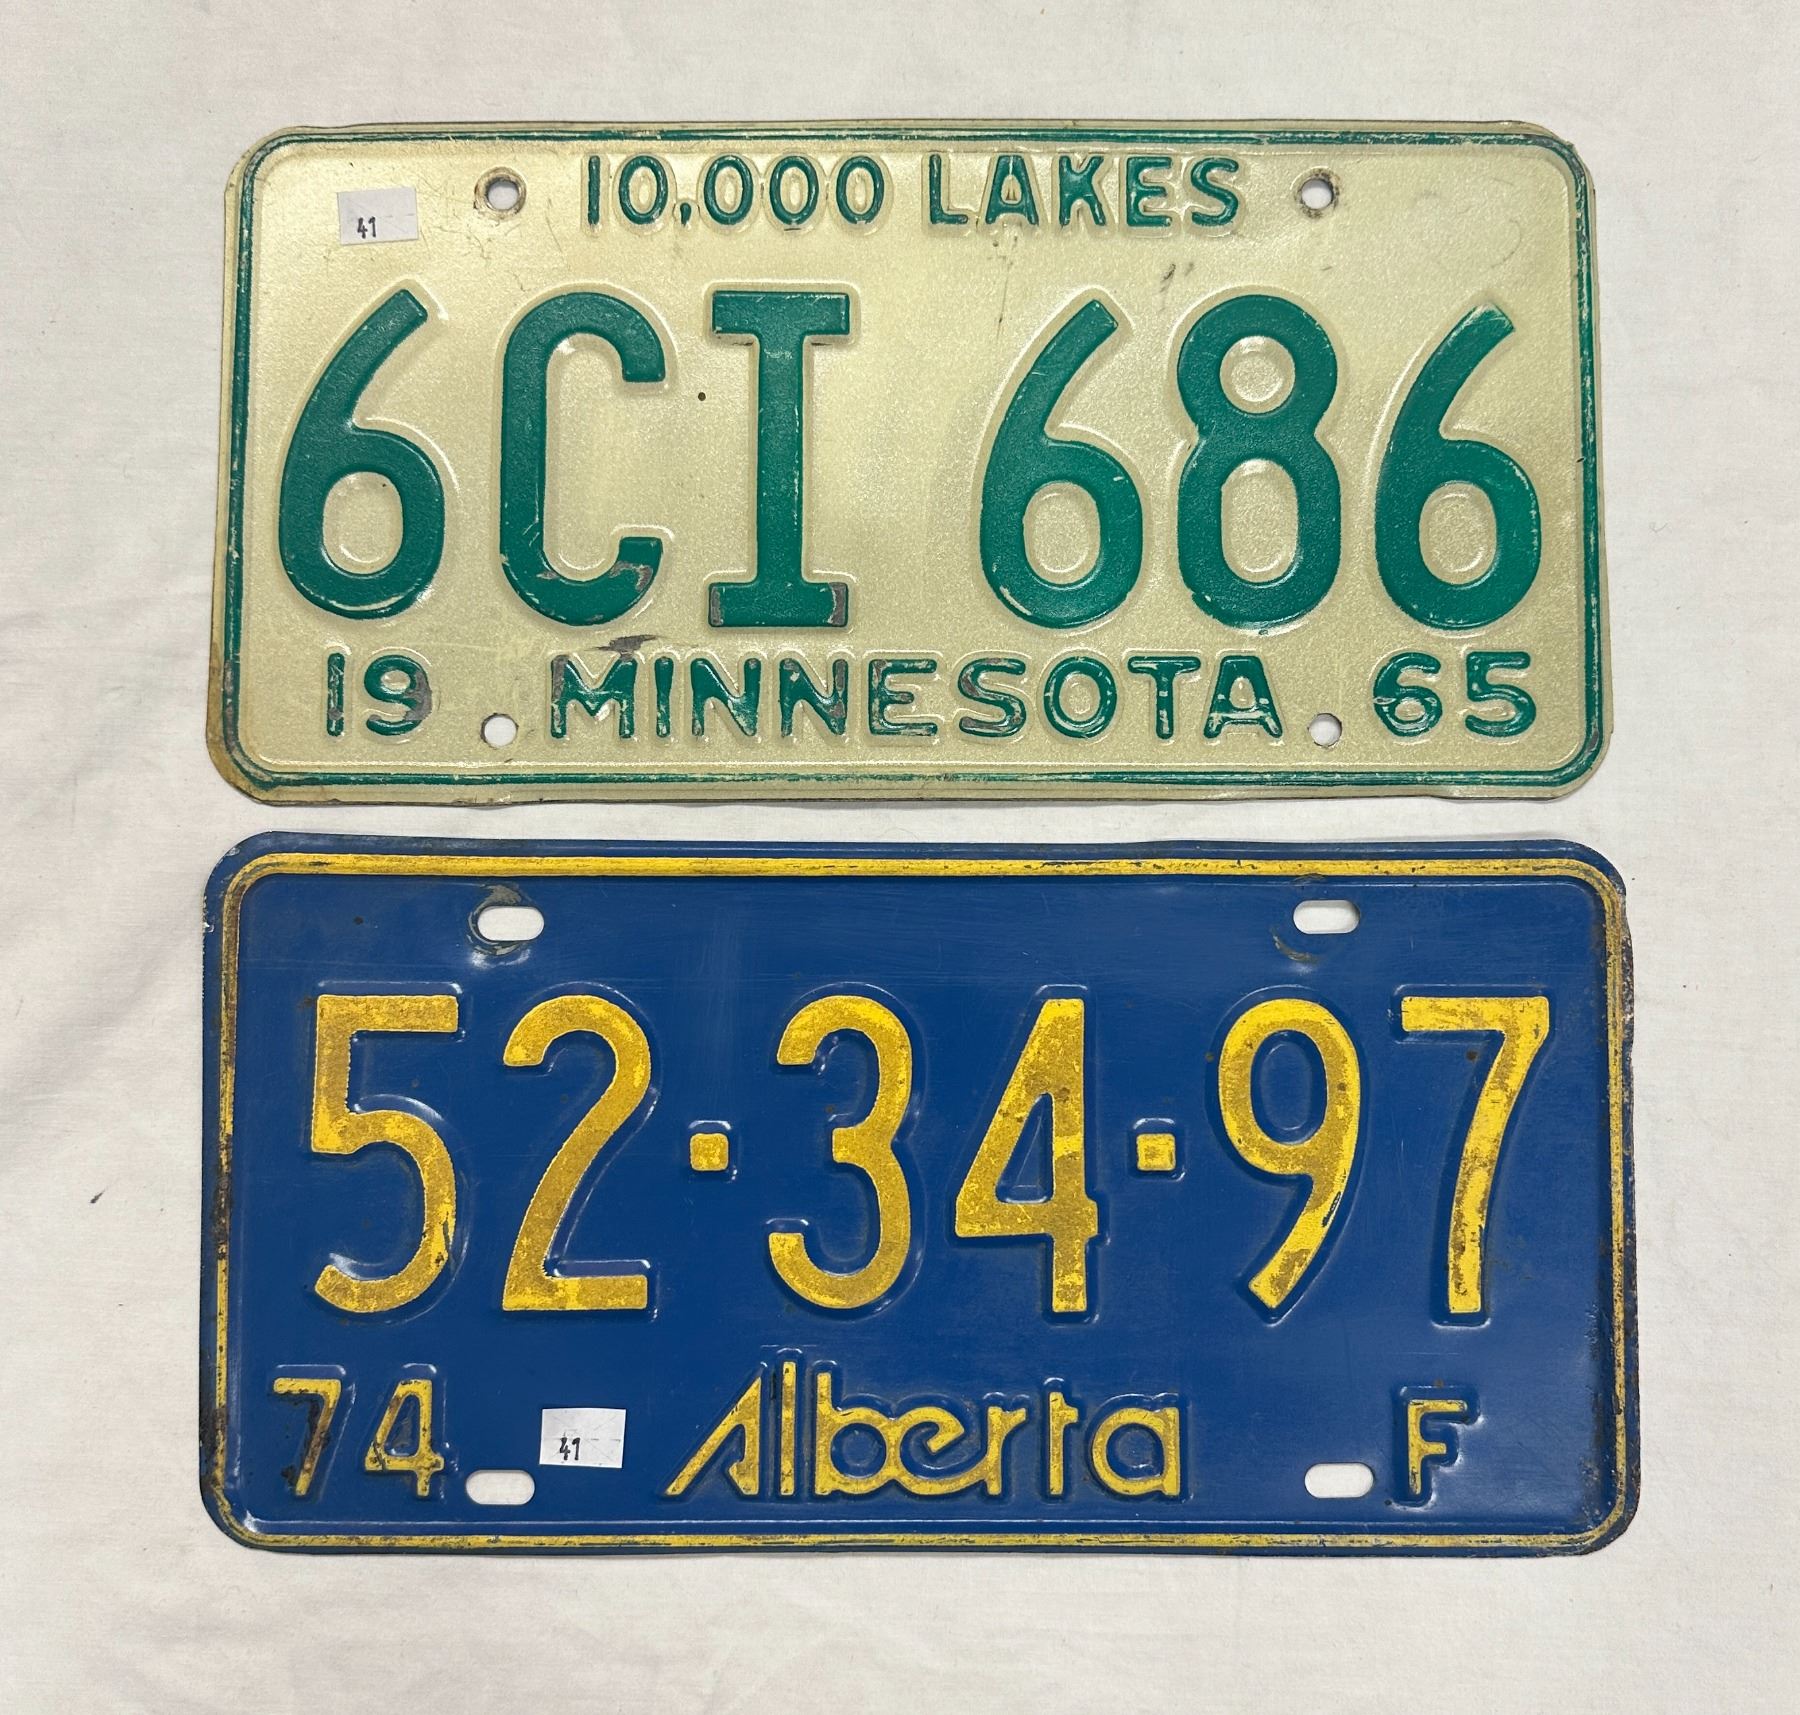 10,000 LAKES
41
6CI 686
19 MINNESOTA 65
52·34·97
74 Alberta F
41